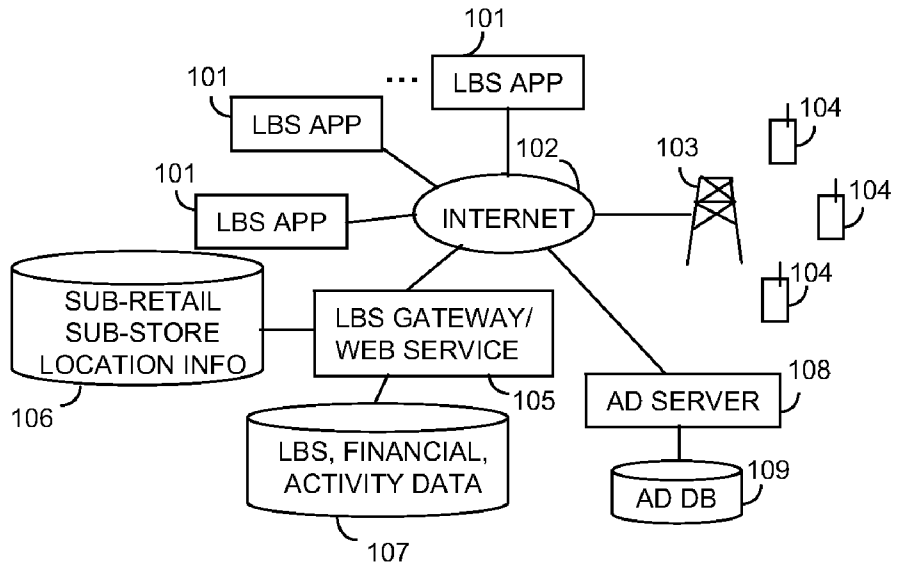 101
... LBS APP
101
LBS APP
102
103
104
101
LBS APP
INTERNET
104
104
SUB-RETAIL
SUB-STORE
LOCATION INFO
106
LBS GATEWAY/
WEB SERVICE
105
AD SERVER
108
LBS, FINANCIAL,
ACTIVITY DATA
107
AD DB
109